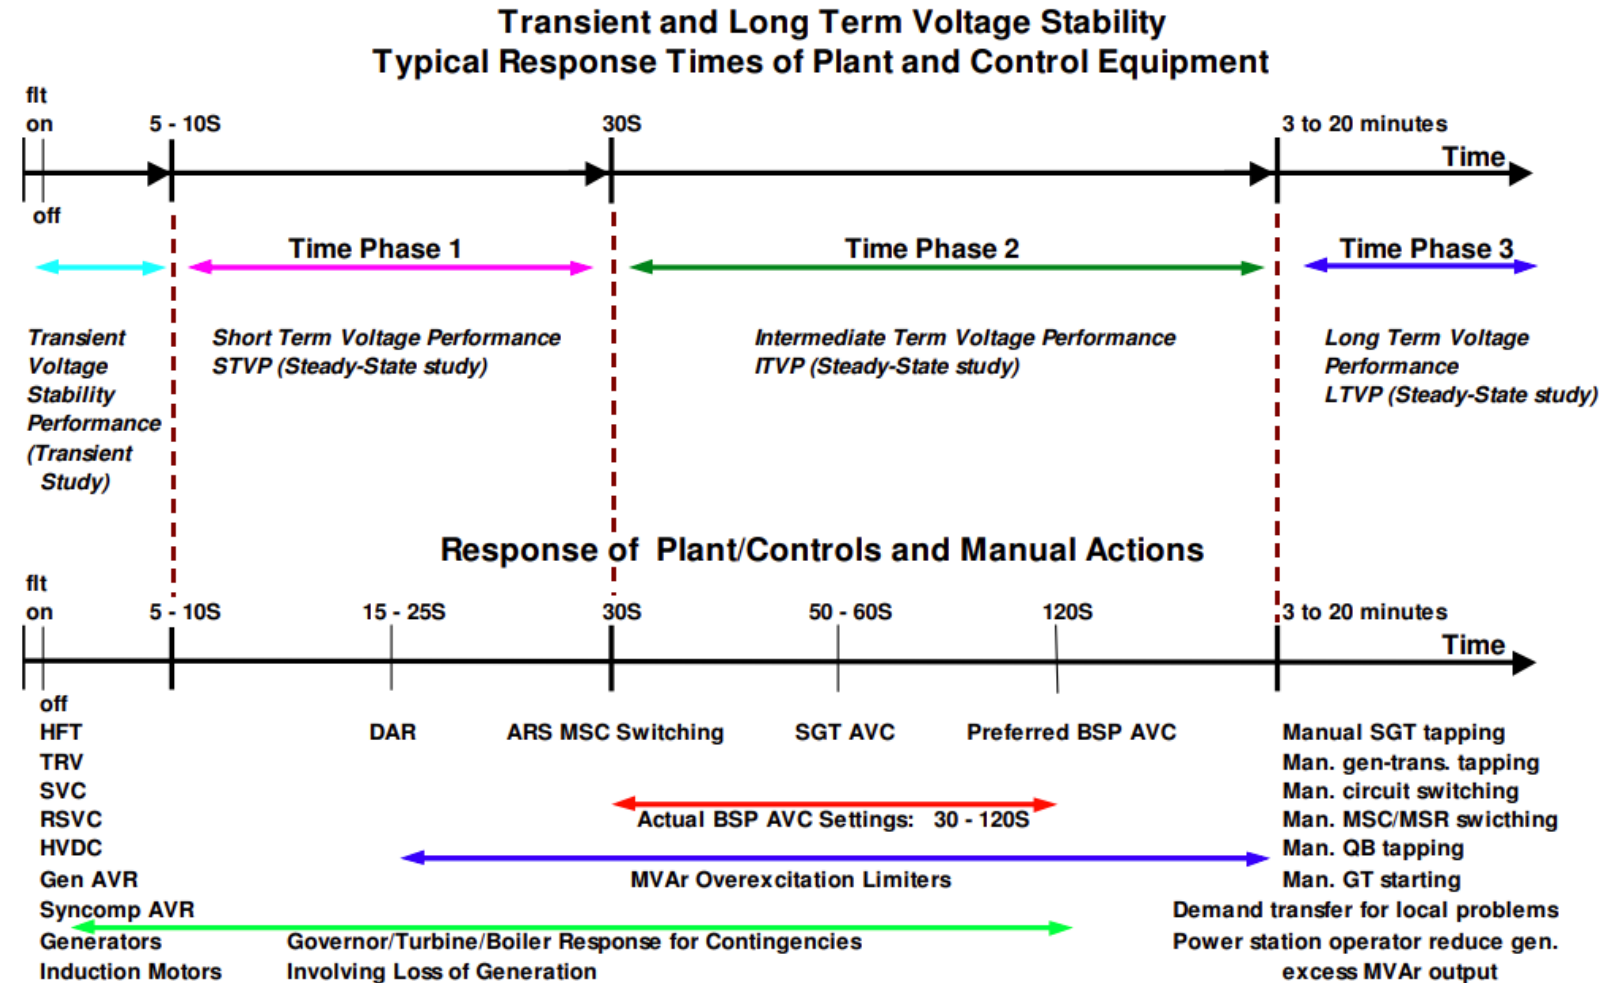 Transient and Long Term Voltage Stability
Typical Response Times of Plant and Control Equipment
flt
on
5 - 10S
30S
3 to 20 minutes
Time
off
Time Phase 1
Time Phase 2
Time Phase 3
Transient
Voltage
Stability
Performance
(Transient
Study)
Short Term Voltage Performance
STVP (Steady-State study)
Intermediate Term Voltage Performance
ITVP (Steady-State study)
Long Term Voltage
Performance
LTVP (Steady-State study)
Response of Plant/Controls and Manual Actions
flt
on
5 - 10S
15 - 25S
30S
50 - 60S
120S
3 to 20 minutes
Time
off
HFT
TRV
SVC
RSVC
HVDC
Gen AVR
Syncomp AVR
Generators
Induction Motors
DAR
ARS MSC Switching
SGT AVC
Preferred BSP AVC
Actual BSP AVC Settings: 30 - 120S
MVAr Overexcitation Limiters
Governor/Turbine/Boiler Response for Contingencies
Involving Loss of Generation
Manual SGT tapping
Man. gen-trans. tapping
Man. circuit switching
Man. MSC/MSR swicthing
Man. QB tapping
Man. GT starting
Demand transfer for local problems
Power station operator reduce gen.
excess MVAr output